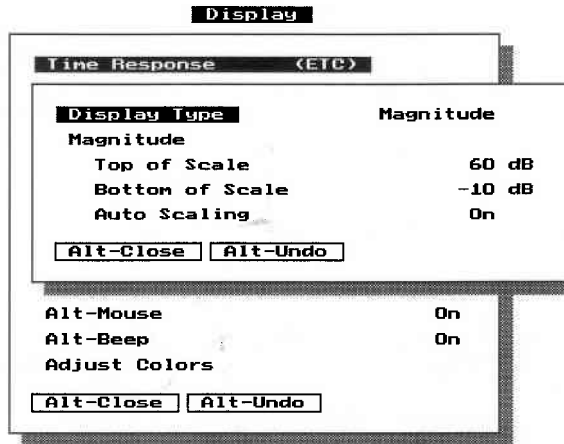 Display
Time Response (ETC)
Display Type Magnitude
Magnitude
Top of Scale 60 dB
Bottom of Scale -10 dB
Auto Scaling On
Alt-Close Alt-Undo
Alt-Mouse On
Alt-Beep On
Adjust Colors
Alt-Close Alt-Undo